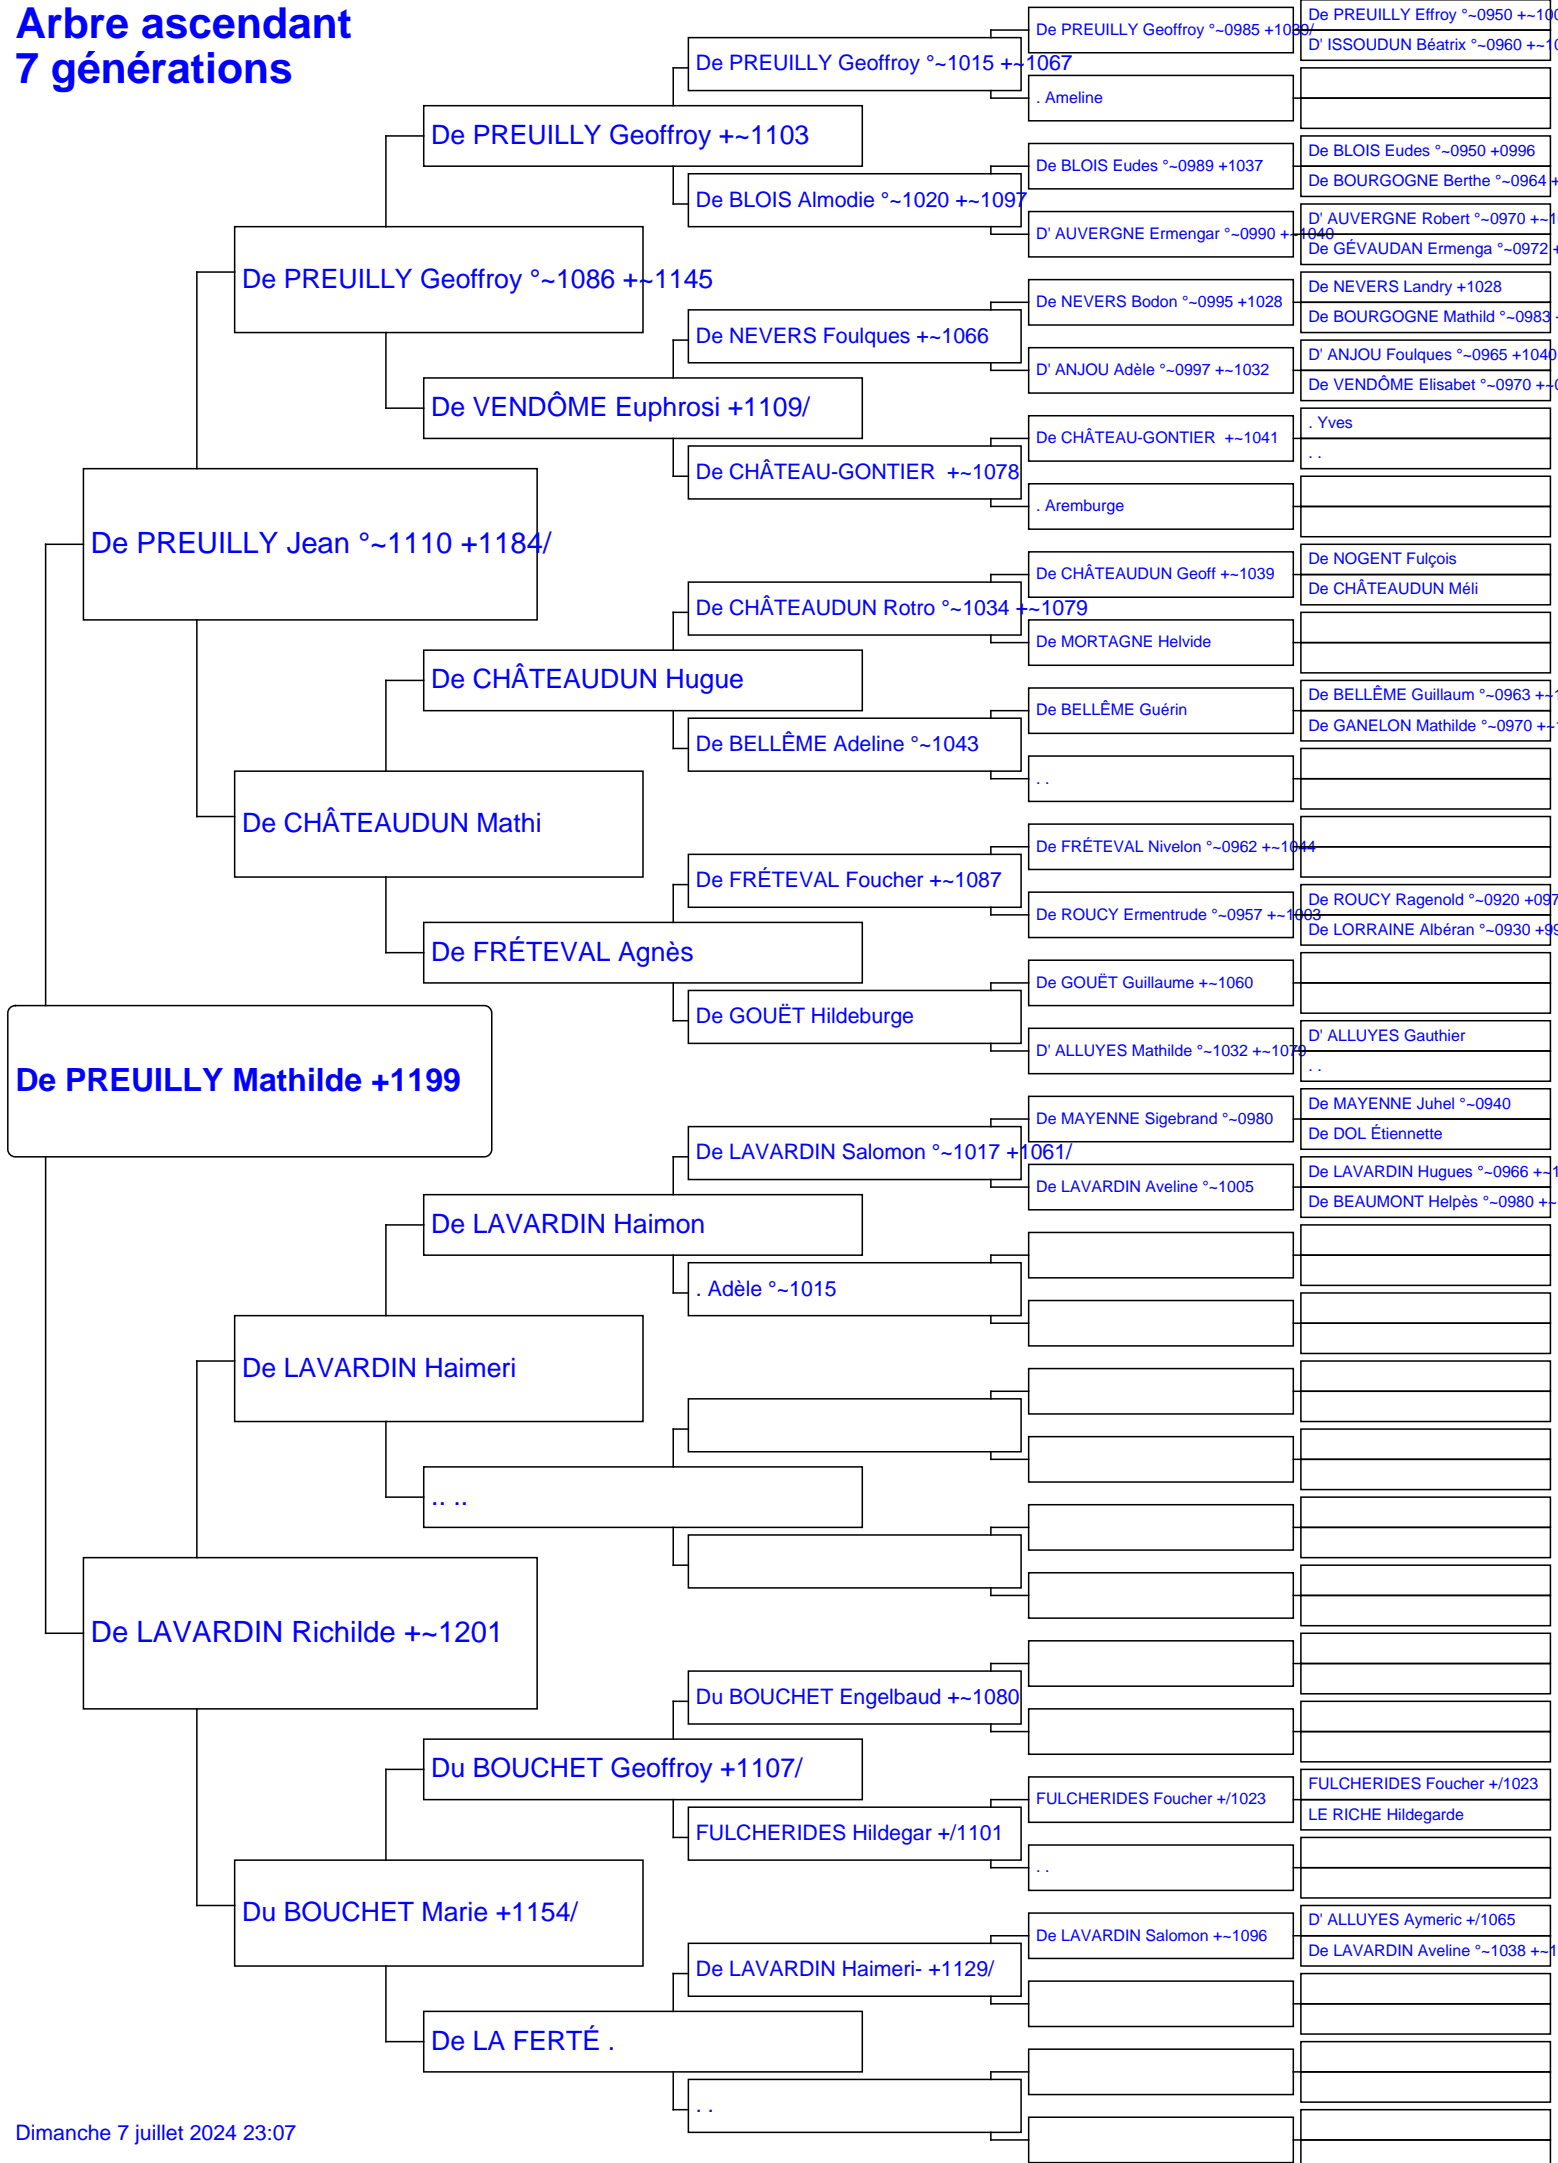 Arbre ascendant
7 générations
De PREUILLY Mathilde +1199
De PREUILLY Jean °~1110 +1184/
De LAVARDIN Richilde +~1201
De PREUILLY Geoffroy °~1086 +~1145
De CHÂTEAUDUN Mathi
De LAVARDIN Haimeri
Du BOUCHET Marie +1154/
De PREUILLY Geoffroy +~1103
De VENDÔME Euphrosi +1109/
De CHÂTEAUDUN Hugue
De FRÉTEVAL Agnès
De LAVARDIN Haimon
.. ..
Du BOUCHET Geoffroy +1107/
De LA FERTÉ .
De PREUILLY Geoffroy °~1015 +~1067
De BLOIS Almodie °~1020 +~1097
De NEVERS Foulques +~1066
De CHÂTEAU-GONTIER  +~1078
De CHÂTEAUDUN Rotro °~1034 +~1079
De BELLÊME Adeline °~1043
De FRÉTEVAL Foucher +~1087
De GOUËT Hildeburge
De LAVARDIN Salomon °~1017 +1061/
. Adèle °~1015
Du BOUCHET Engelbaud +~1080
FULCHERIDES Hildegar +/1101
De LAVARDIN Haimeri- +1129/
. .
De PREUILLY Geoffroy °~0985 +1039/
. Ameline
De BLOIS Eudes °~0989 +1037
D' AUVERGNE Ermengar °~0990 +~1040
De NEVERS Bodon °~0995 +1028
D' ANJOU Adèle °~0997 +~1032
De CHÂTEAU-GONTIER  +~1041
. Aremburge
De CHÂTEAUDUN Geoff +~1039
De MORTAGNE Helvide
De BELLÊME Guérin
. .
De FRÉTEVAL Nivelon °~0962 +~1044
De ROUCY Ermentrude °~0957 +~1003
De GOUËT Guillaume +~1060
D' ALLUYES Mathilde °~1032 +~1079
De MAYENNE Sigebrand °~0980
De LAVARDIN Aveline °~1005
FULCHERIDES Foucher +/1023
. .
De LAVARDIN Salomon +~1096
De PREUILLY Effroy °~0950 +~100
D' ISSOUDUN Béatrix °~0960 +~10
De BLOIS Eudes °~0950 +0996
De BOURGOGNE Berthe °~0964 +
D' AUVERGNE Robert °~0970 +~1
De GÉVAUDAN Ermenga °~0972 +
De NEVERS Landry +1028
De BOURGOGNE Mathild °~0983
D' ANJOU Foulques °~0965 +1040
De VENDÔME Elisabet °~0970 +~0
. Yves
. .
De NOGENT Fulçois
De CHÂTEAUDUN Méli
De BELLÊME Guillaum °~0963 +~1
De GANELON Mathilde °~0970 +~
De ROUCY Ragenold °~0920 +097
De LORRAINE Albéran °~0930 +99
D' ALLUYES Gauthier
. .
De MAYENNE Juhel °~0940
De DOL Étiennette
De LAVARDIN Hugues °~0966 +~1
De BEAUMONT Helpès °~0980 +~
FULCHERIDES Foucher +/1023
LE RICHE Hildegarde
D' ALLUYES Aymeric +/1065
De LAVARDIN Aveline °~1038 +~1
Dimanche 7 juillet 2024 23:07